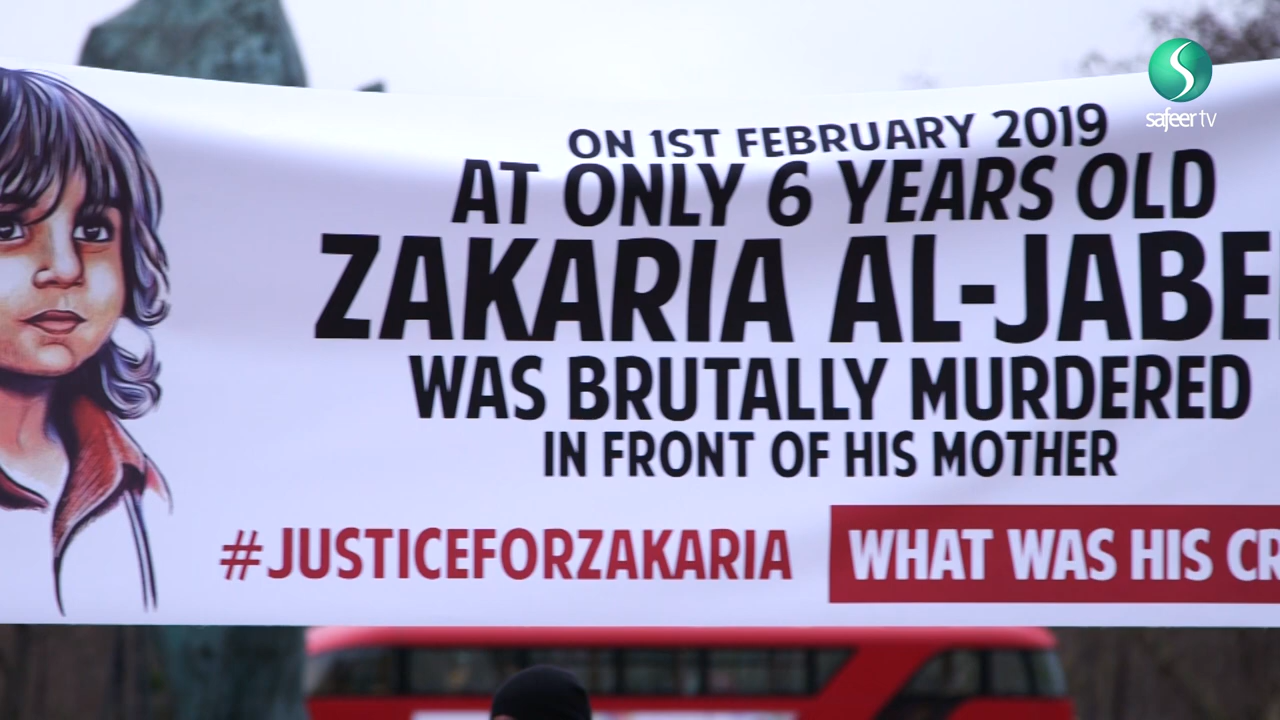 safeer tv
ON 1ST FEBRUARY 2019
AT ONLY 6 YEARS OLD
ZAKARIA AL-JABE
WAS BRUTALLY MURDERED
IN FRONT OF HIS MOTHER
#JUSTICEFORZAKARIA
WHAT WAS HIS CR